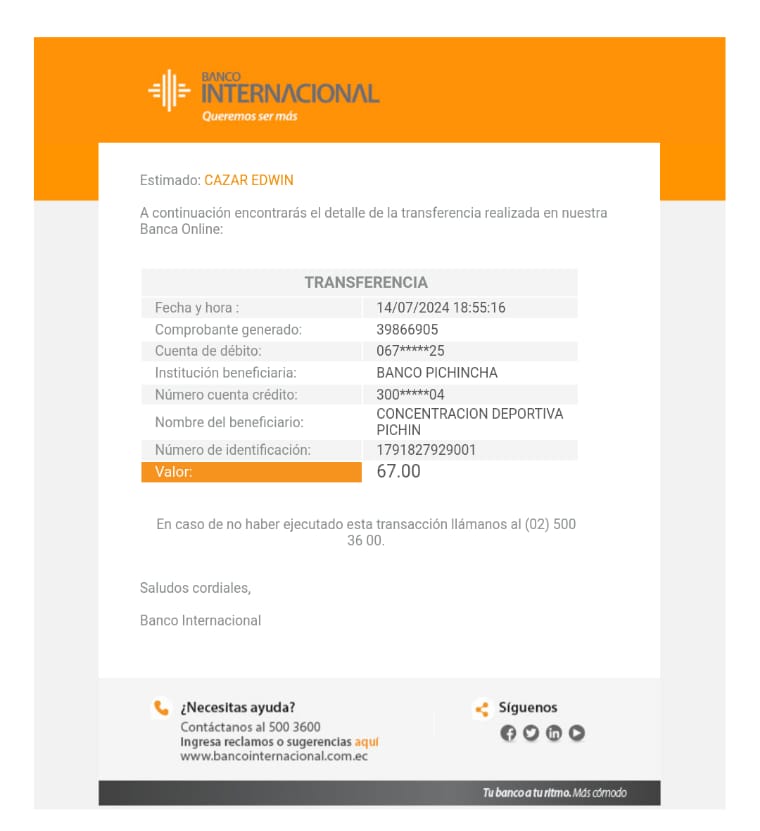 BANCO
INTERNACIONAL
Queremos ser más
Estimado: CAZAR EDWIN
A continuación encontrarás el detalle de la transferencia realizada en nuestra
Banca Online:
TRANSFERENCIA
Fecha y hora : 14/07/2024 18:55:16
Comprobante generado: 39866905
Cuenta de débito: 067*****25
Institución beneficiaria: BANCO PICHINCHA
Número cuenta crédito: 300*****04
Nombre del beneficiario: CONCENTRACION DEPORTIVA
PICHIN
Número de identificación: 1791827929001
Valor: 67.00
En caso de no haber ejecutado esta transacción llámanos al (02) 500
36 00.
Saludos cordiales,
Banco Internacional
¿Necesitas ayuda?
Contáctanos al 500 3600
Ingresa reclamos o sugerencias aquí
www.bancointernacional.com.ec
Síguenos
Tu banco a tu ritmo. Más cómodo